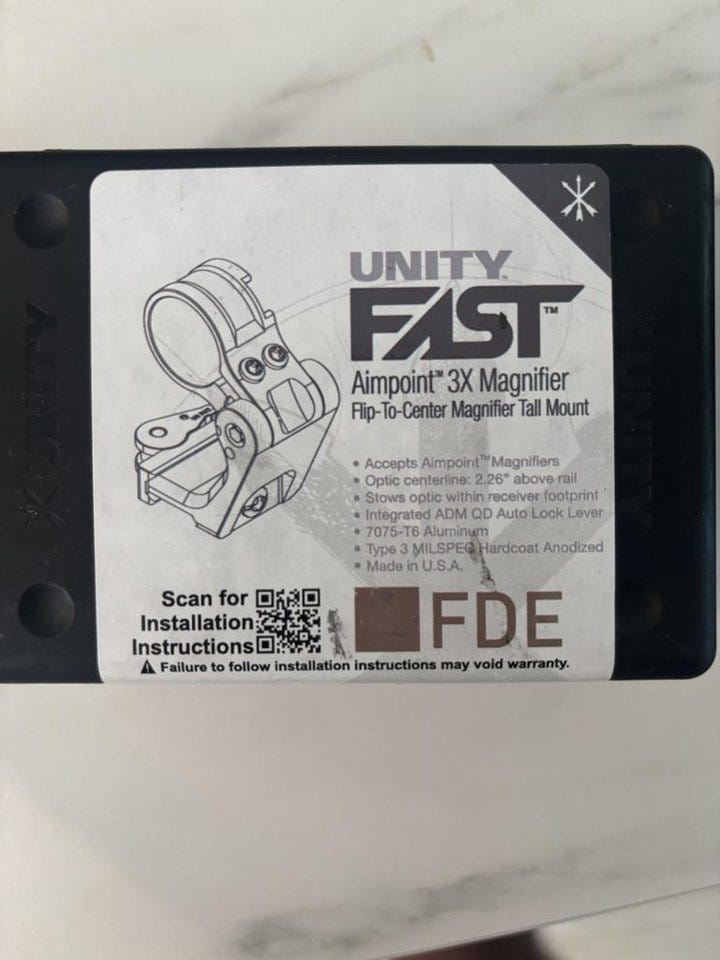 UNITY™
FAST™
Aimpoint™ 3X Magnifier
Flip-To-Center Magnifier Tall Mount
• Accepts Aimpoint™ Magnifiers
• Optic centerline: 2.26" above rail
• Stows optic within receiver footprint
• Integrated ADM QD Auto Lock Lever
• 7075-T6 Aluminum
• Type 3 MILSPEC Hardcoat Anodized
• Made in U.S.A.
Scan for
Installation
Instructions
FDE
Failure to follow installation instructions may void warranty.
UNITY
UNITY